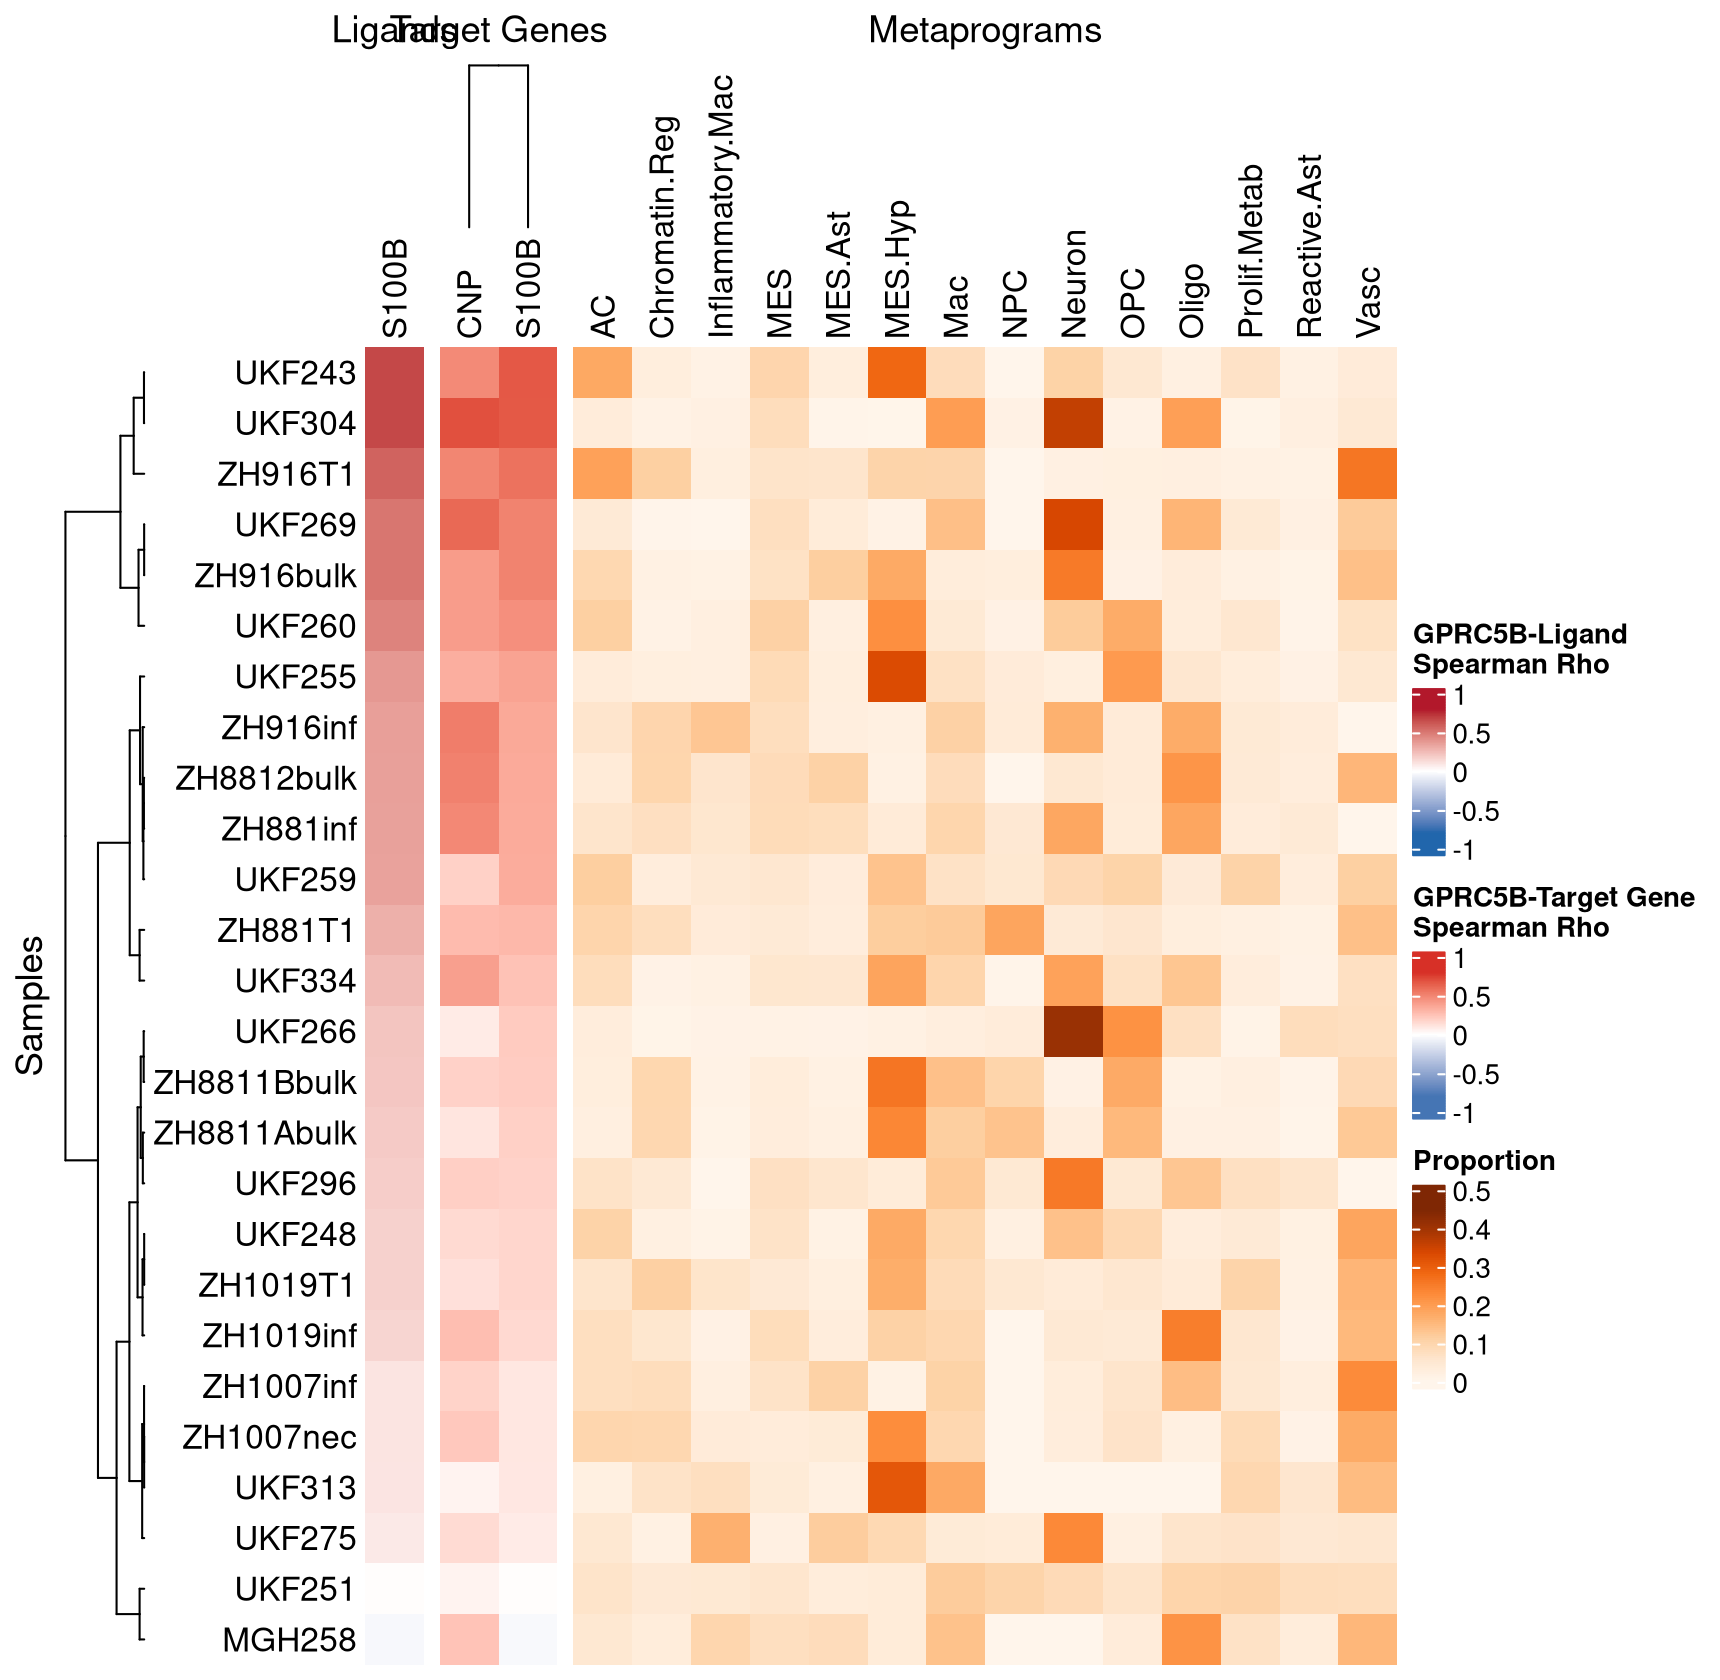 Ligands Target Genes Metaprograms
S100B CNP S100B AC Chromatin.Reg Inflammatory.Mac MES MES.Ast MES.Hyp Mac NPC Neuron OPC Oligo Prolif.Metab Reactive.Ast Vasc
Samples
UKF243
UKF304
ZH916T1
UKF269
ZH916bulk
UKF260
UKF255
ZH916inf
ZH8812bulk
ZH881inf
UKF259
ZH881T1
UKF334
UKF266
ZH8811Bbulk
ZH8811Abulk
UKF296
UKF248
ZH1019T1
ZH1019inf
ZH1007inf
ZH1007nec
UKF313
UKF275
UKF251
MGH258
GPRC5B-Ligand
Spearman Rho
1
0.5
0
-0.5
-1
GPRC5B-Target Gene
Spearman Rho
1
0.5
0
-0.5
-1
Proportion
0.5
0.4
0.3
0.2
0.1
0